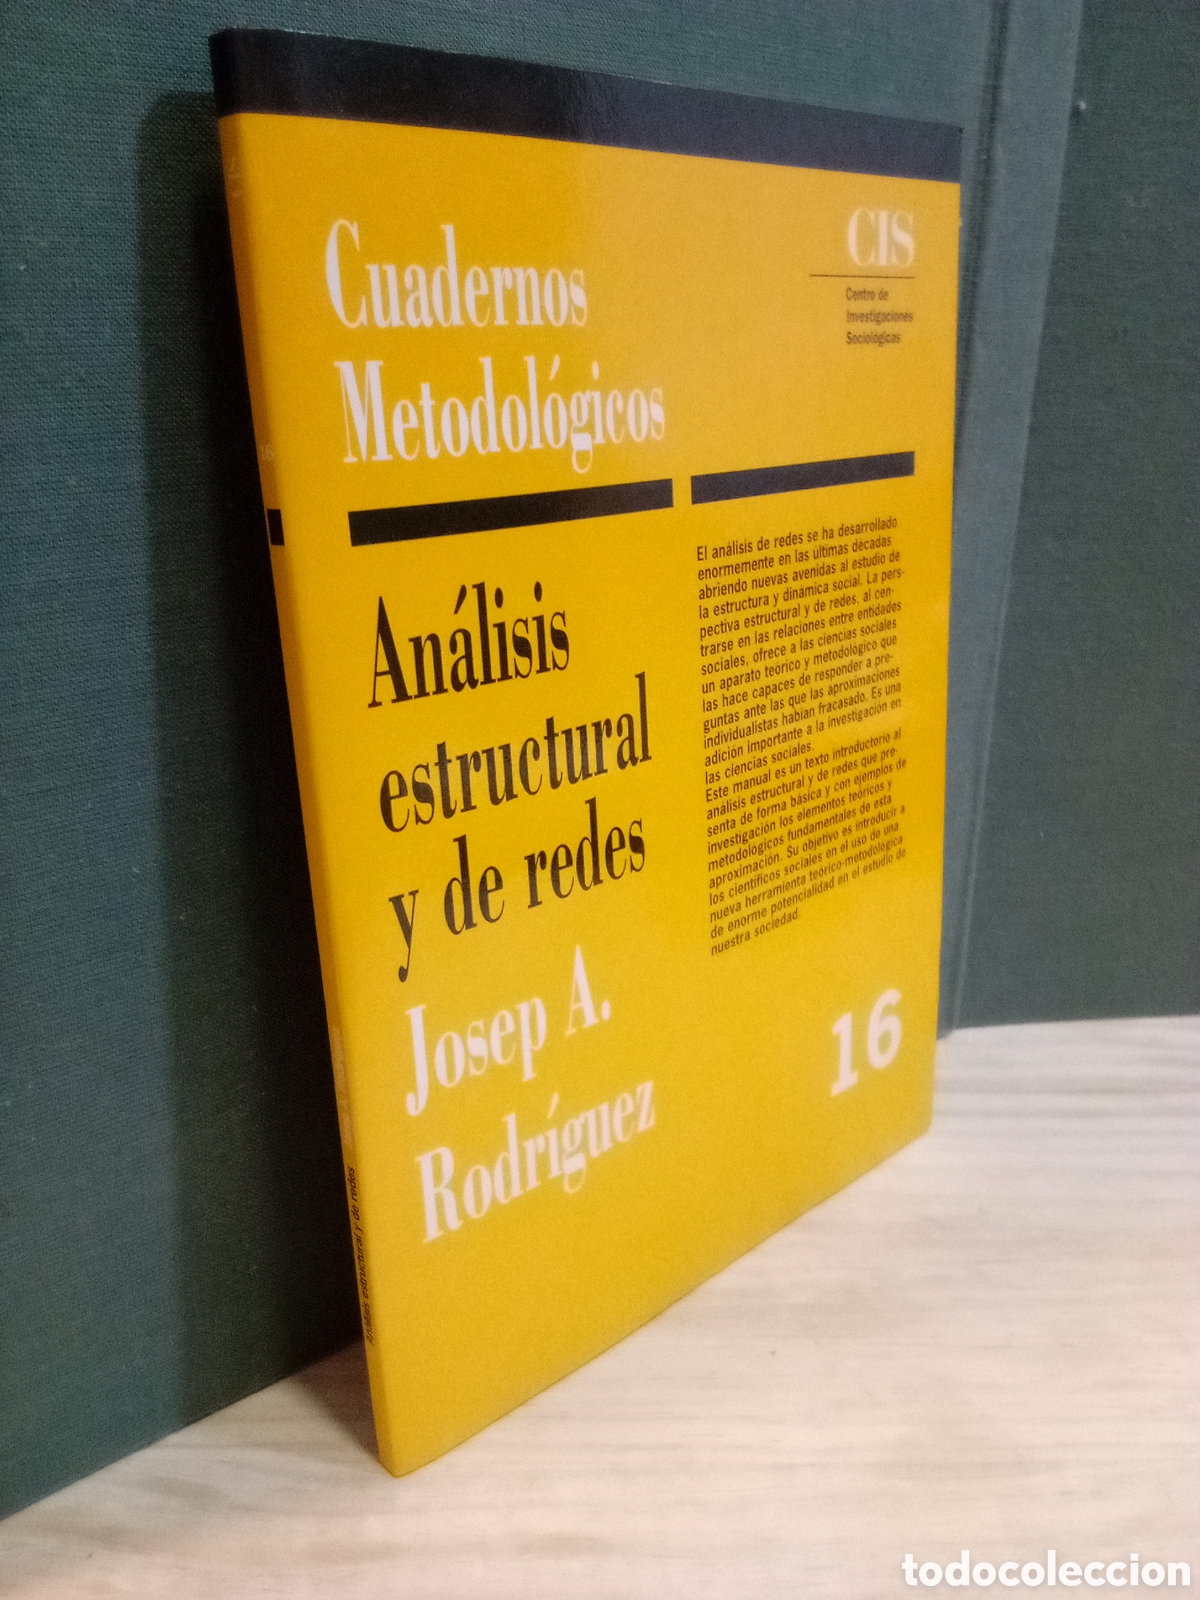 Cuadernos
Metodológicos
CIS
Centro de
Investigaciones
Sociológicas
Análisis
estructural
y de redes
Josep A.
Rodríguez
El análisis de redes se ha desarrollado
enormemente en las últimas décadas
abriendo nuevas avenidas al estudio de
la estructura y dinámica social. La pers-
pectiva estructural y de redes, al cen-
trarse en las relaciones entre entidades
sociales, ofrece a las ciencias sociales
un aparato teórico y metodológico que
las hace capaces de responder a pre-
guntas ante las que las aproximaciones
individualistas habían fracasado. Es una
adición importante a la investigación en
las ciencias sociales.
Este manual es un texto introductorio al
análisis estructural y de redes que pre-
senta de forma básica y con ejemplos de
investigación los elementos teóricos y
metodológicos fundamentales de esta
aproximación. Su objetivo es introducir a
los científicos sociales en el uso de una
nueva herramienta teórico-metodológica
de enorme potencialidad en el estudio de
nuestra sociedad.
16
16
Análisis estructural y de redes
todocoleccion